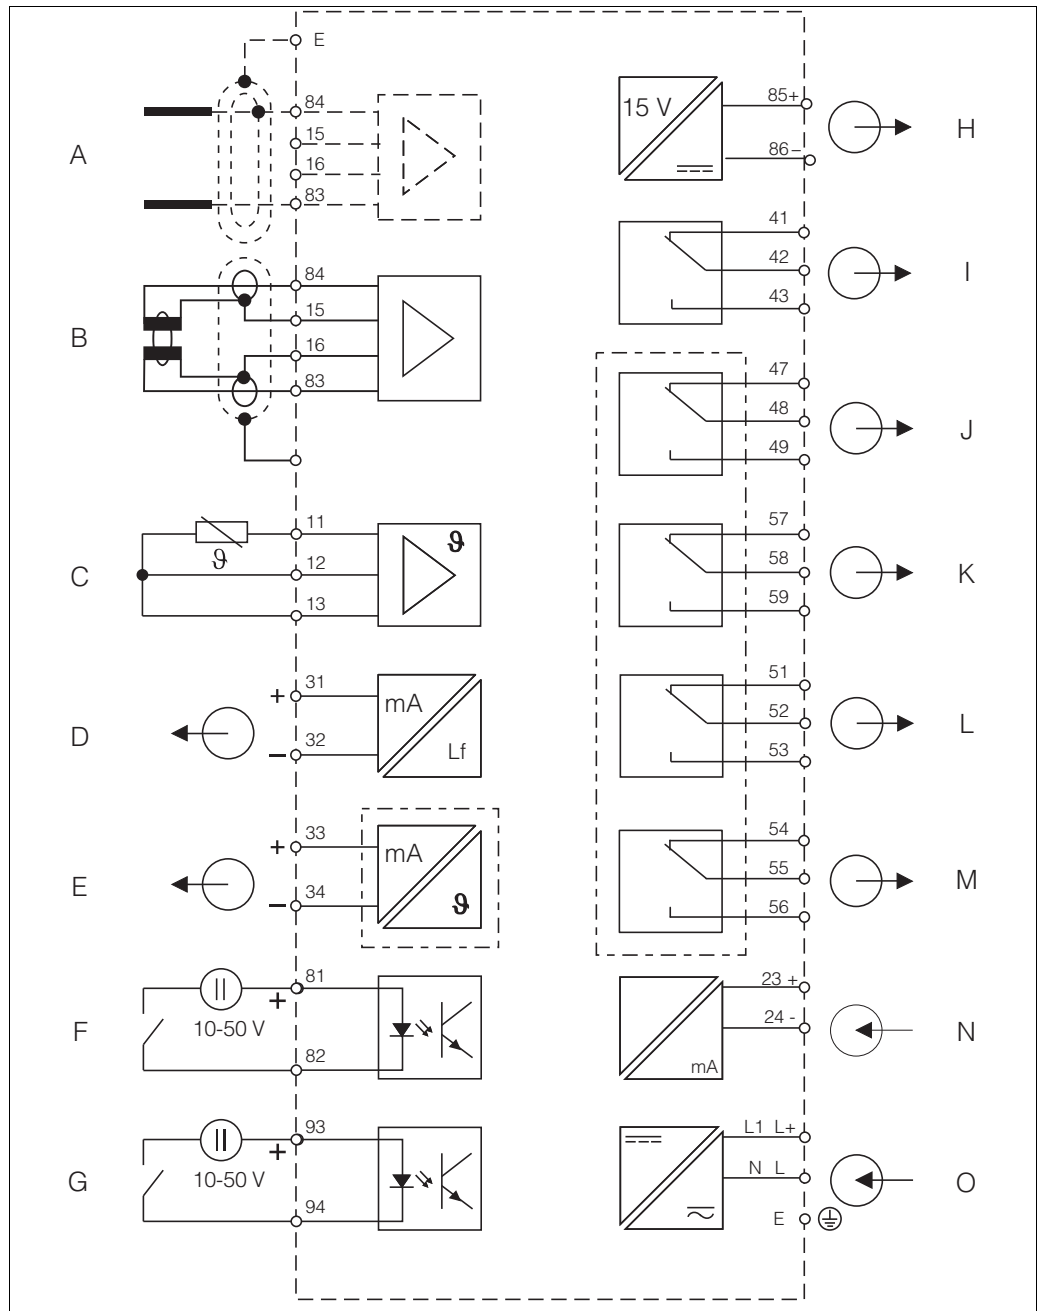 E
A
84
15
16
83
B
84
15
16
83
C
ϑ
11
12
13
ϑ
D
+
−
31
32
mA
Lf
E
+
−
33
34
mA
ϑ
F
10-50 V
+
81
82
G
10-50 V
+
93
94
15 V
85+
86−
H
41
42
43
I
47
48
49
J
57
58
59
K
51
52
53
L
54
55
56
M
mA
23 +
24 -
N
L1 L+
N L
E
O